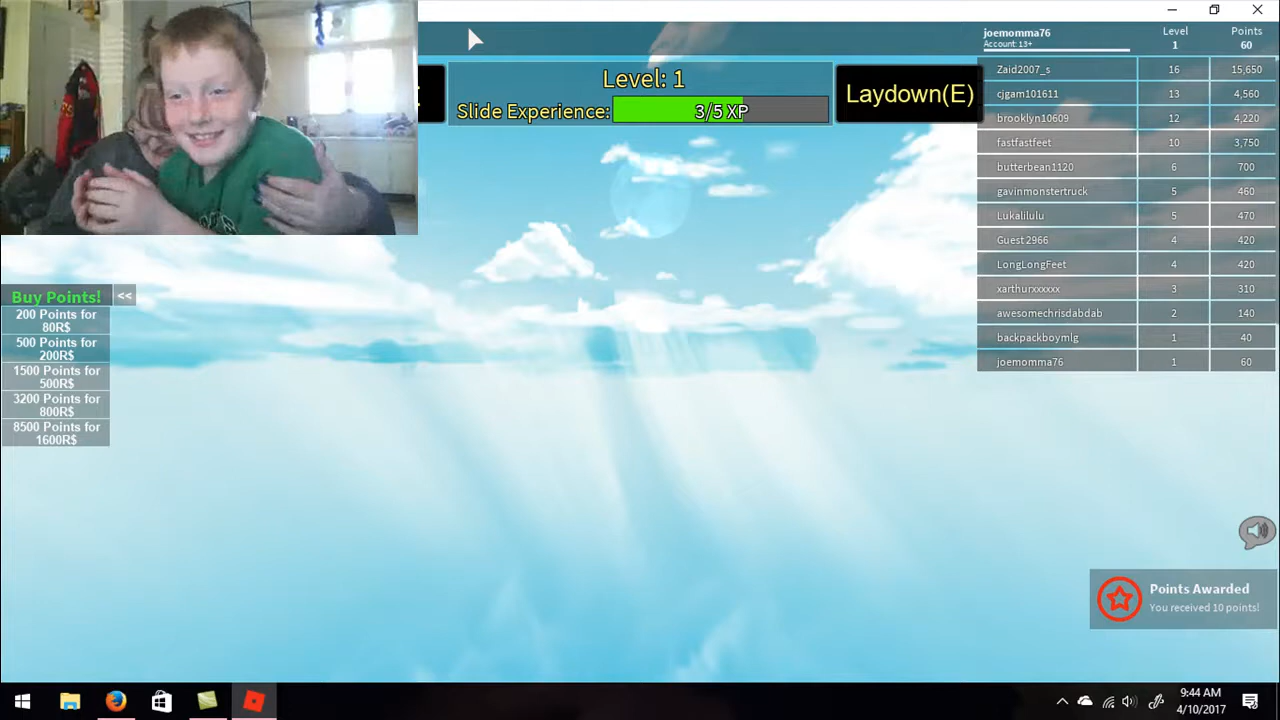 joemomma76 Level Points
Account: 13+ 1 60
Level: 1
Slide Experience: 3/5 XP
Laydown(E)
Zaid2007_s 16 15,650
cjgam101611 13 4,560
brooklyn10609 12 4,220
fastfastfeet 10 3,750
butterbean1120 6 700
gavinmonstertruck 5 460
Lukalilulu 5 470
Guest 2966 4 420
LongLongFeet 4 420
xarthurxxxxxx 3 310
awesomechrisdabdab 2 140
backpackboymlg 1 40
joemomma76 1 60
Buy Points! <<
200 Points for
80R$
500 Points for
200R$
1500 Points for
500R$
3200 Points for
800R$
8500 Points for
1600R$
Points Awarded
You received 10 points!
9:44 AM
4/10/2017